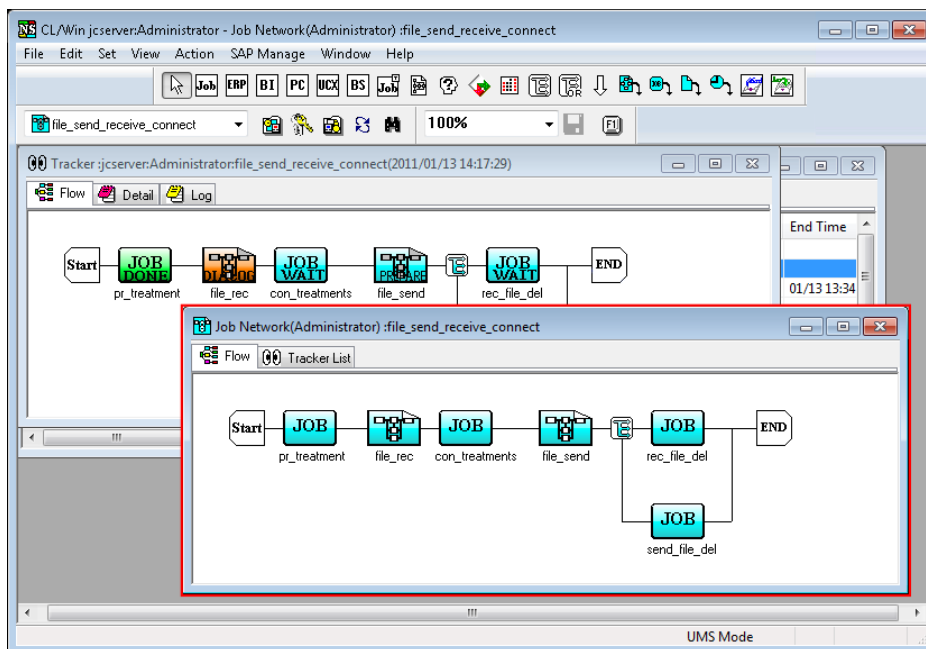 NS CL/Win jcserver:Administrator - Job Network(Administrator) :file_send_receive_connect
File Edit Set View Action SAP Manage Window Help
Job ERP BI PC UCX BS Job
file_send_receive_connect 100% F1
Tracker :jcserver:Administrator:file_send_receive_connect(2011/01/13 14:17:29)
Flow Detail Log
End Time
Start JOB DONE DIALOG JOB WAIT PREPARE JOB WAIT END
01/13 13:34
pr_treatment file_rec con_treatments file_send rec_file_del
Job Network(Administrator) :file_send_receive_connect
Flow Tracker List
Start JOB JOB JOB END
pr_treatment file_rec con_treatments file_send rec_file_del
JOB
send_file_del
UMS Mode